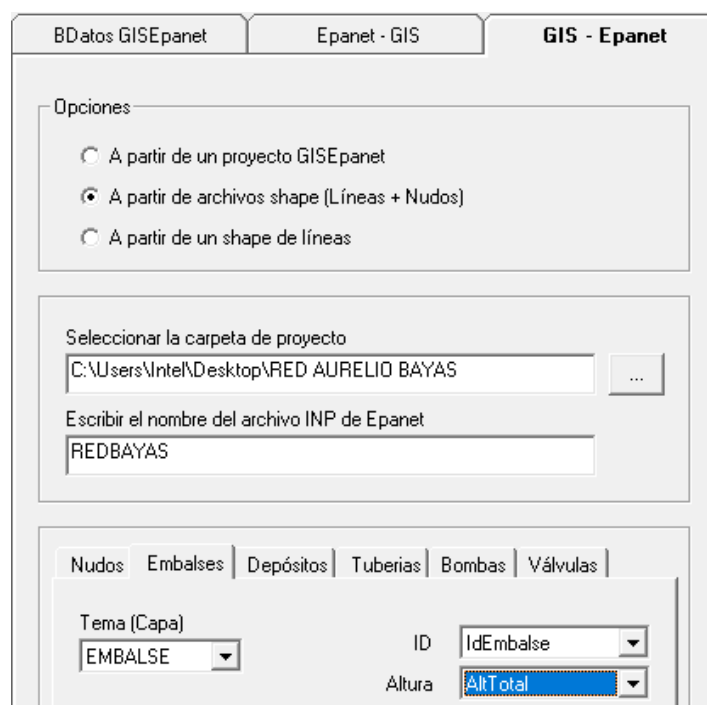 BDatos GISEpanet Epanet - GIS GIS - Epanet
Opciones
A partir de un proyecto GISEpanet
A partir de archivos shape (Líneas + Nudos)
A partir de un shape de líneas
Seleccionar la carpeta de proyecto
C:\Users\Intel\Desktop\RED AURELIO BAYAS ...
Escribir el nombre del archivo INP de Epanet
REDBAYAS
Nudos Embalses Depósitos Tuberias Bombas Válvulas
Tema (Capa)
ID IdEmbalse
EMBALSE
Altura AltTotal